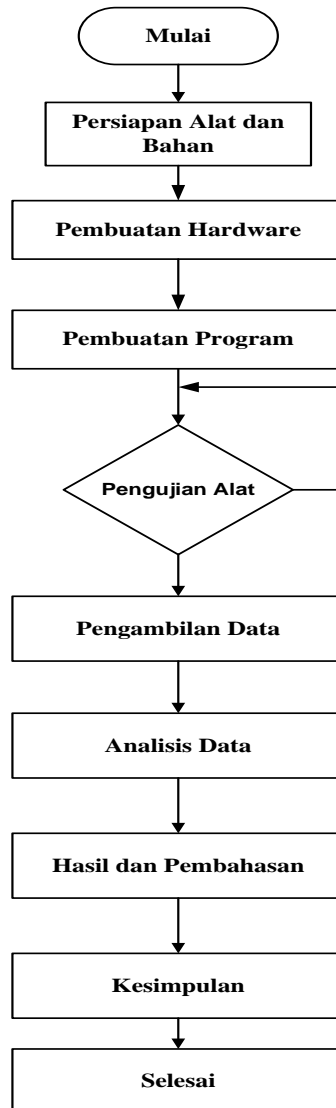 Mulai
Persiapan Alat dan
Bahan
Pembuatan Hardware
Pembuatan Program
Pengujian Alat
Pengambilan Data
Analisis Data
Hasil dan Pembahasan
Kesimpulan
Selesai